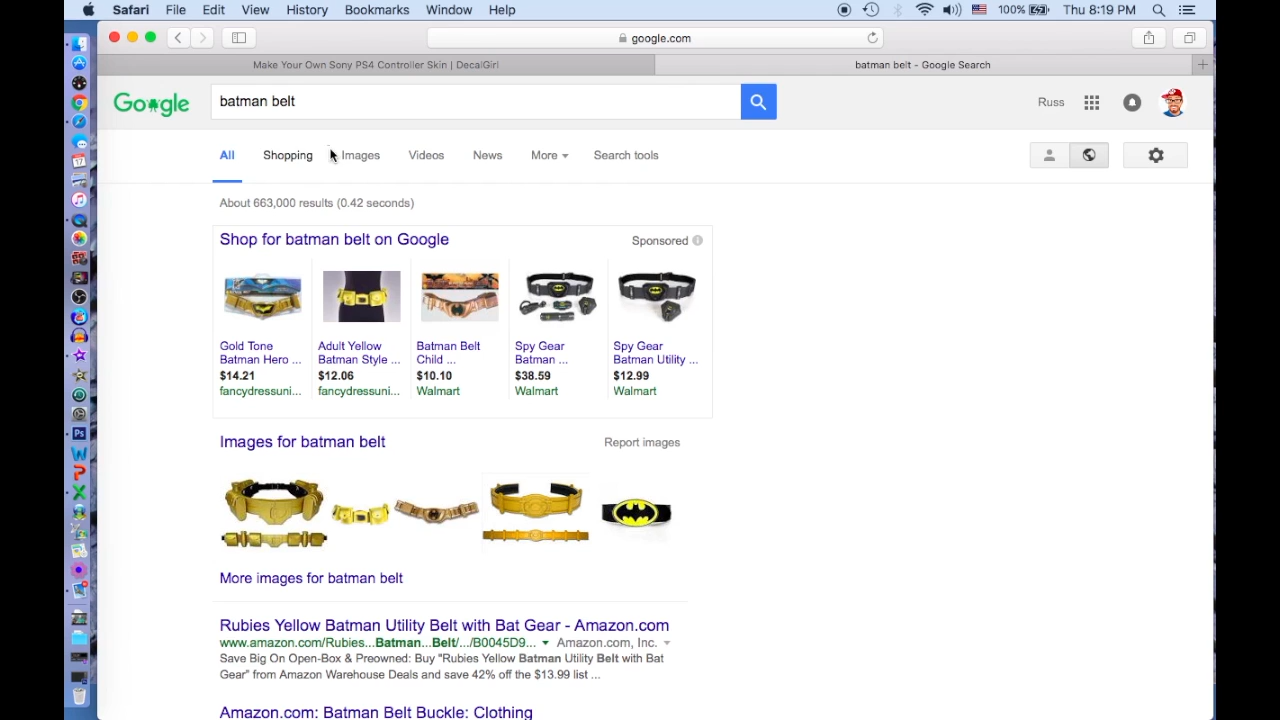 Safari File Edit View History Bookmarks Window Help 100% Thu 8:19 PM
google.com
Make Your Own Sony PS4 Controller Skin | DecalGirl batman belt - Google Search
Google batman belt Russ
All Shopping Images Videos News More Search tools
About 663,000 results (0.42 seconds)
Shop for batman belt on Google Sponsored
Gold Tone
Batman Hero ...
$14.21
fancydressuni...
Adult Yellow
Batman Style ...
$12.06
fancydressuni...
Batman Belt
Child ...
$10.10
Walmart
Spy Gear
Batman ...
$38.59
Walmart
Spy Gear
Batman Utility ...
$12.99
Walmart
Images for batman belt Report images
More images for batman belt
Rubies Yellow Batman Utility Belt with Bat Gear - Amazon.com
www.amazon.com/Rubies...Batman...Belt/.../B0045D9... Amazon.com, Inc.
Save Big On Open-Box & Preowned: Buy "Rubies Yellow Batman Utility Belt with Bat
Gear" from Amazon Warehouse Deals and save 42% off the $13.99 list ...
Amazon.com: Batman Belt Buckle: Clothing